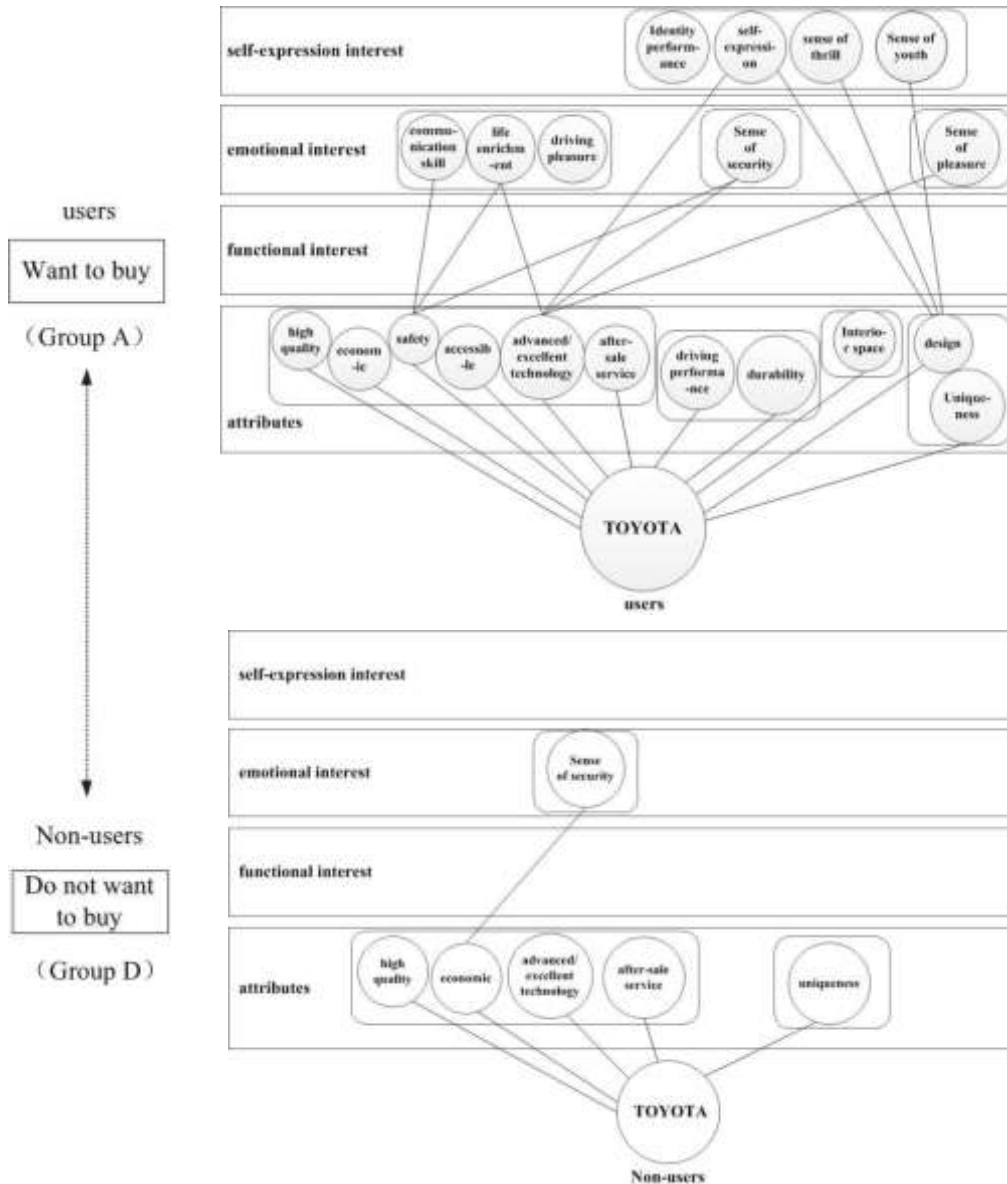 self-expression interest
Identity
perform-
ance
self-
expressi-
on
sense of
thrill
Sense of
youth
emotional interest
commu-
nication
skill
life
enrichm
-ent
driving
pleasure
Sense
of
security
Sense
of
pleasure
users
Want to buy
（Group A）
functional interest
attributes
high
quality
econom
-ic
safety
accessib
-le
advanced/
excellent
technology
after-
sale
service
driving
performa
-nce
durability
Interio-
r space
design
Unique-
ness
TOYOTA
users
self-expression interest
emotional interest
Sense
of security
functional interest
Non-users
Do not want
to buy
（Group D）
attributes
high
quality
economic
advanced/
excellent
technology
after-sale
service
uniqueness
TOYOTA
Non-users